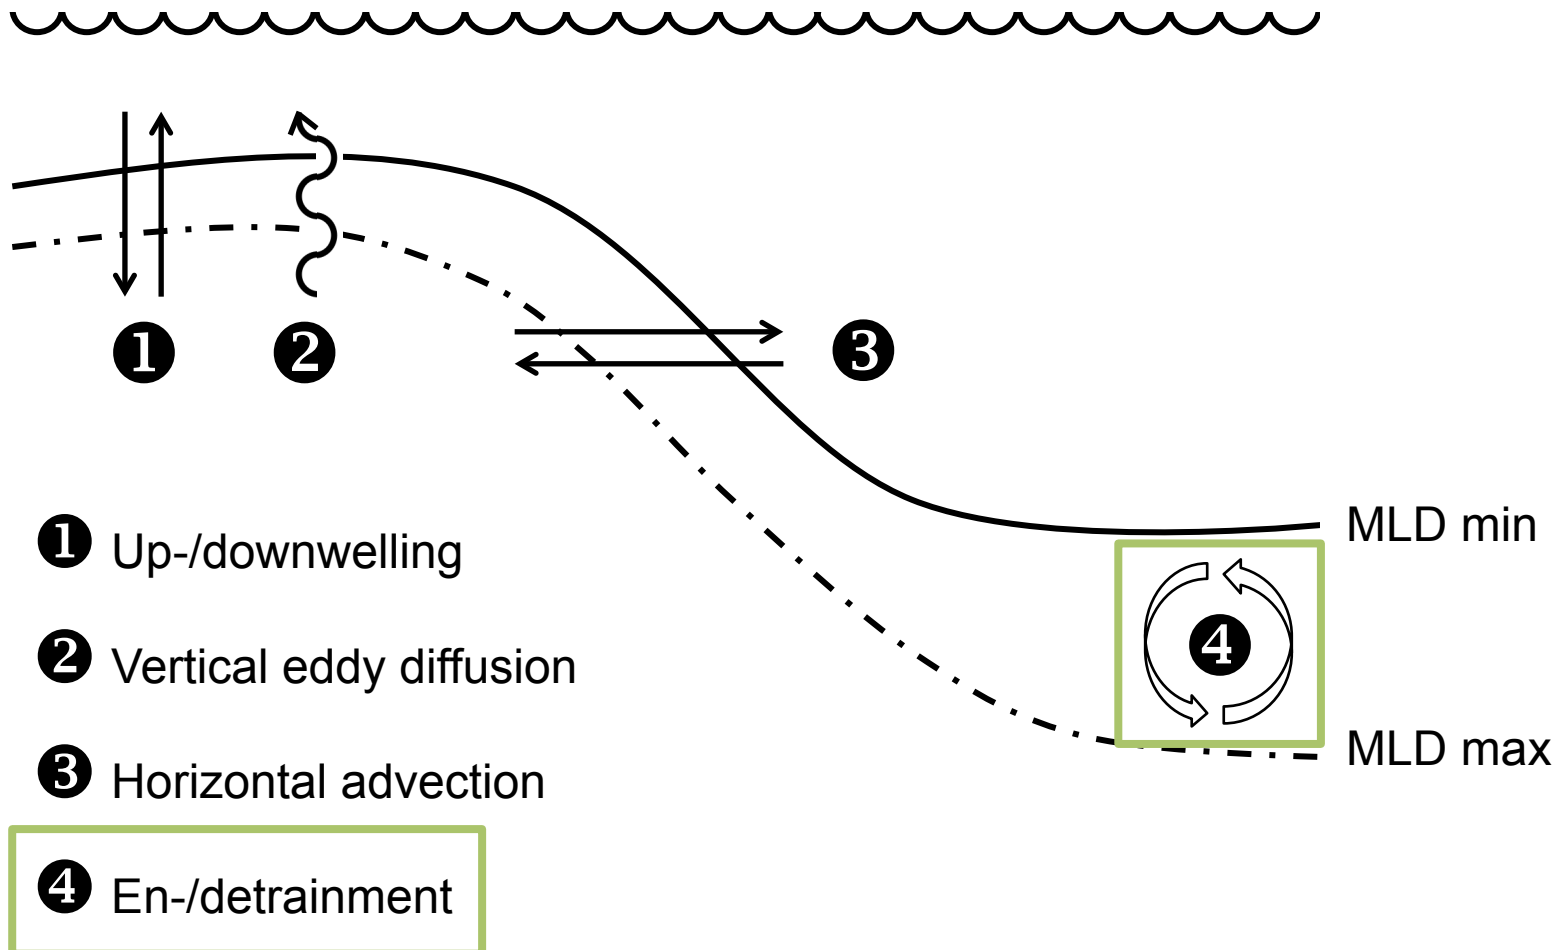 ❶ ❷ ❸
❶ Up-/downwelling
MLD min
❹
❷ Vertical eddy diffusion
MLD max
❸ Horizontal advection
❹ En-/detrainment